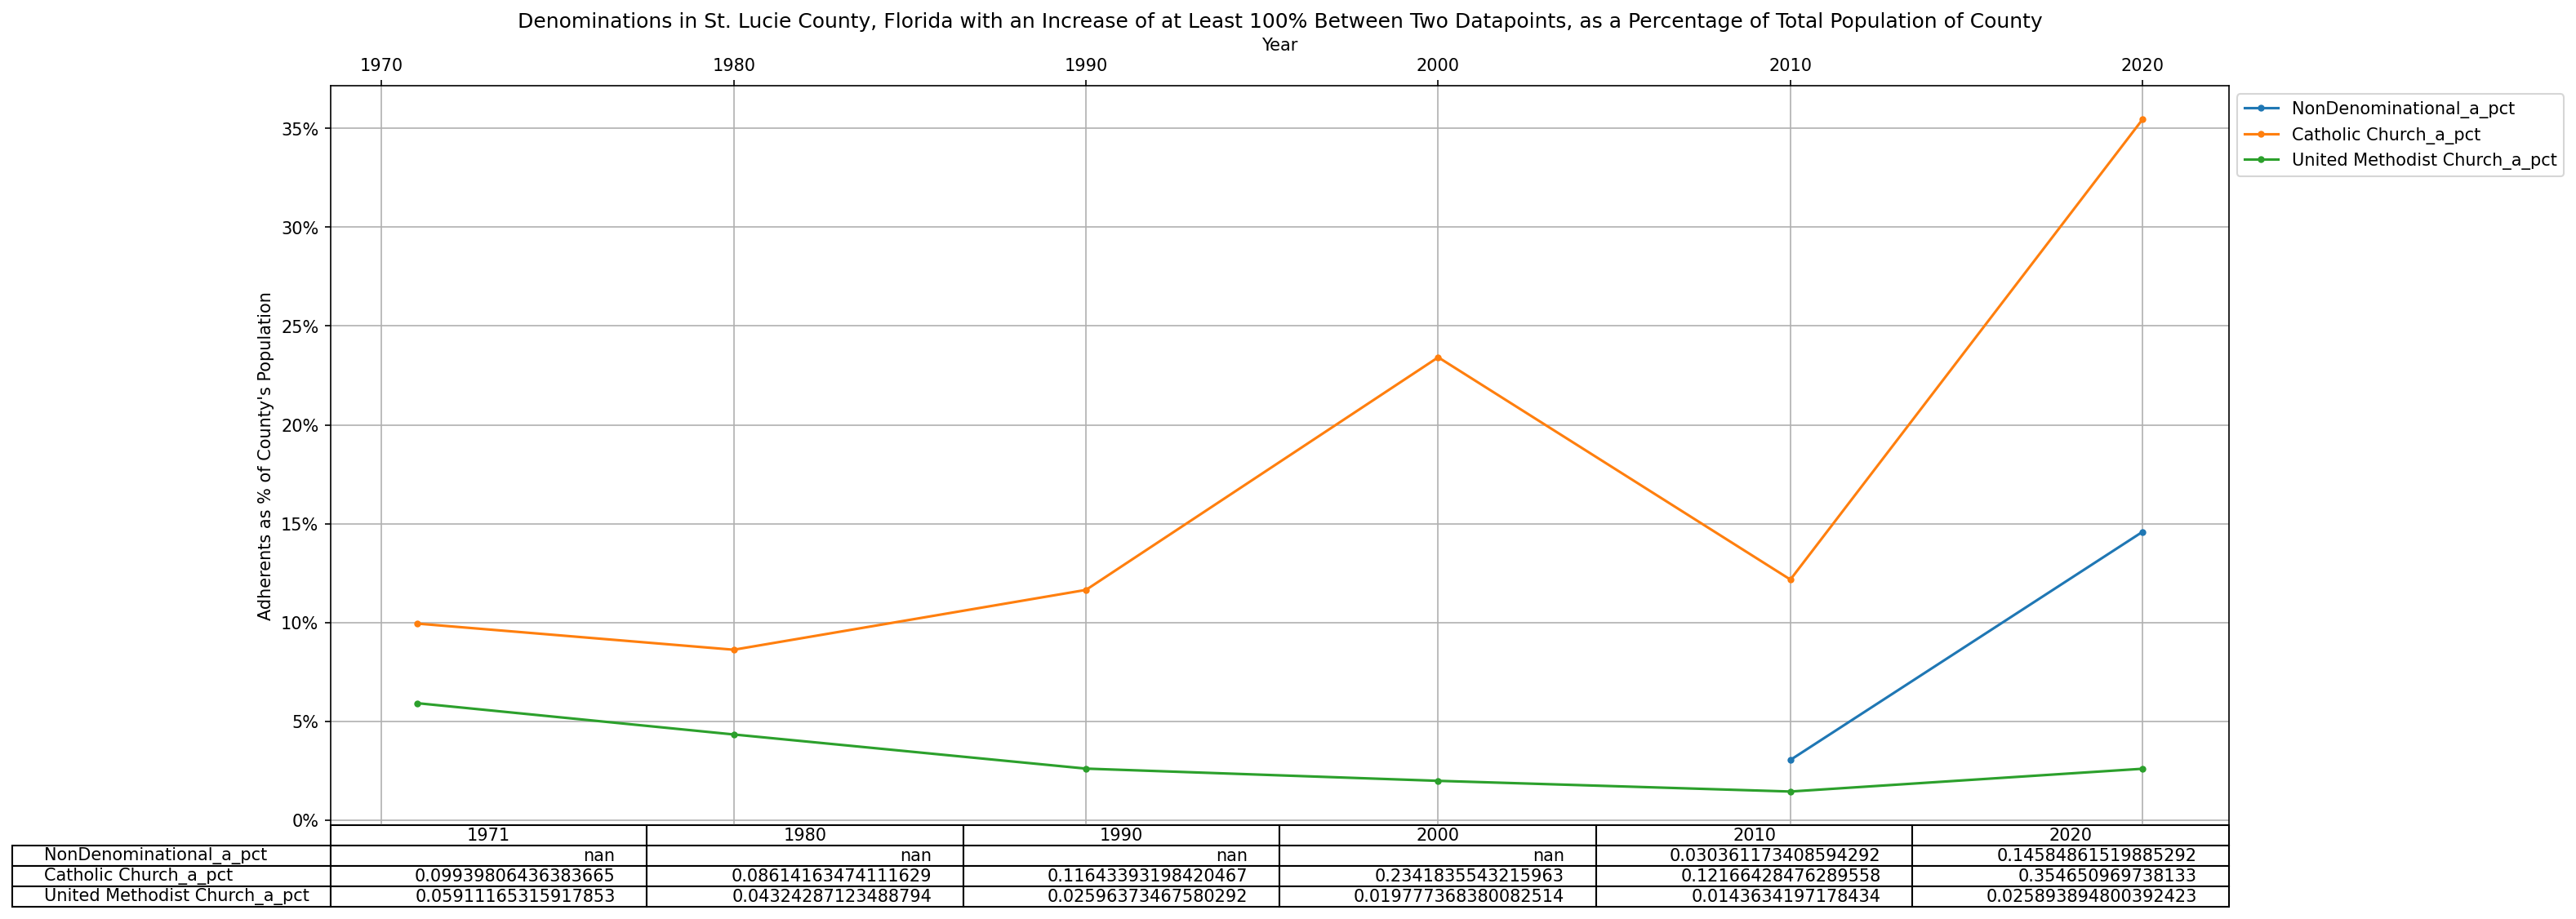 Denominations in St. Lucie County, Florida with an Increase of at Least 100% Between Two Datapoints, as a Percentage of Total Population of County
Year
1970 1980 1990 2000 2010 2020
NonDenominational_a_pct
Catholic Church_a_pct
United Methodist Church_a_pct
Adherents as % of County's Population
35%
30%
25%
20%
15%
10%
5%
0%
1971 1980 1990 2000 2010 2020
NonDenominational_a_pct nan nan nan nan 0.030361173408594292 0.14584861519885292
Catholic Church_a_pct 0.09939806436383665 0.08614163474111629 0.11643393198420467 0.2341835543215963 0.12166428476289558 0.354650969738133
United Methodist Church_a_pct 0.05911165315917853 0.04324287123488794 0.02596373467580292 0.019777368380082514 0.0143634197178434 0.025893894800392423